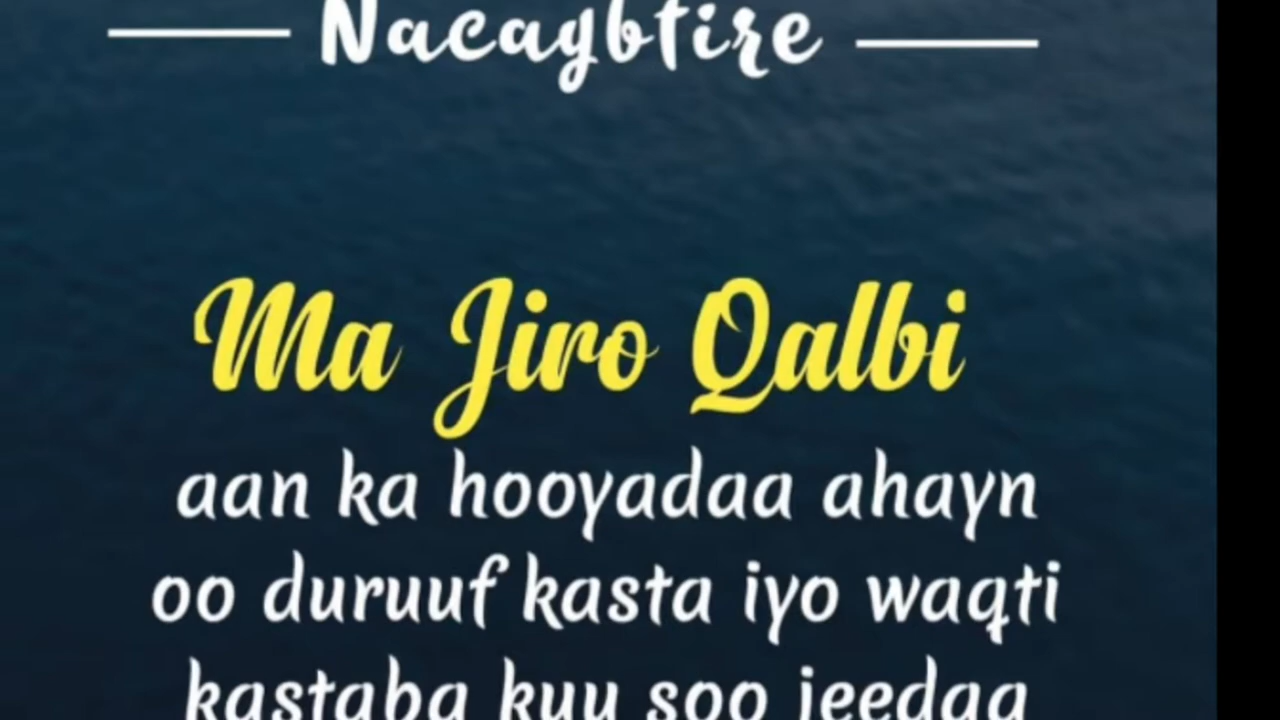 Nacaybtire
Ma Jiro Qalbi
aan ka hooyadaa ahayn
oo duruuf kasta iyo waqti
kastaba kuu soo jeedaa